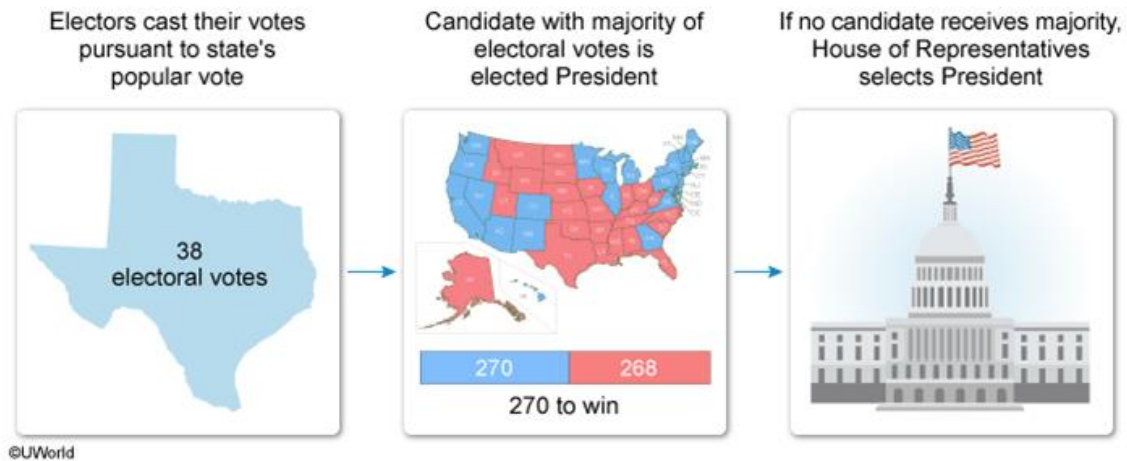 Electors cast their votes
pursuant to state's
popular vote
Candidate with majority of
electoral votes is
elected President
If no candidate receives majority,
House of Representatives
selects President
38
electoral votes
270
268
270 to win
©UWorld